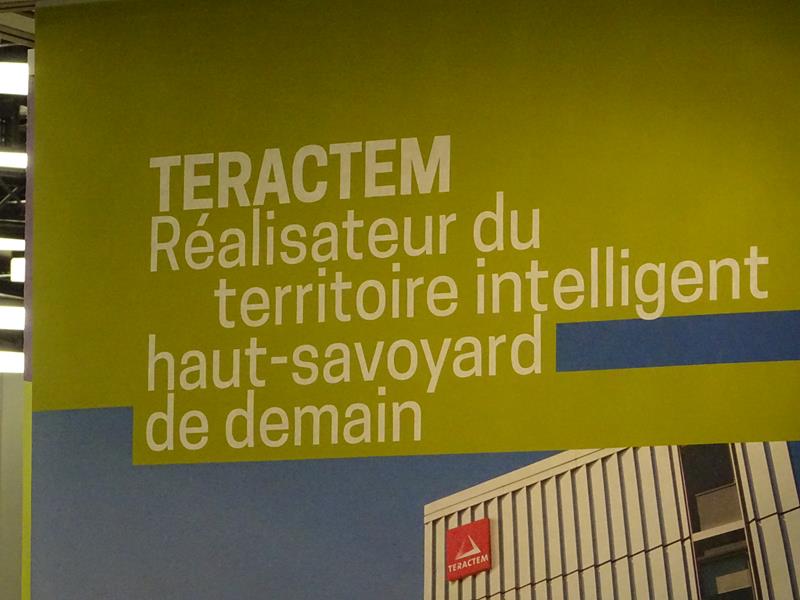 TERACTEM
Réalisateur du
territoire intelligent
haut-savoyard
de demain
TERACTEM